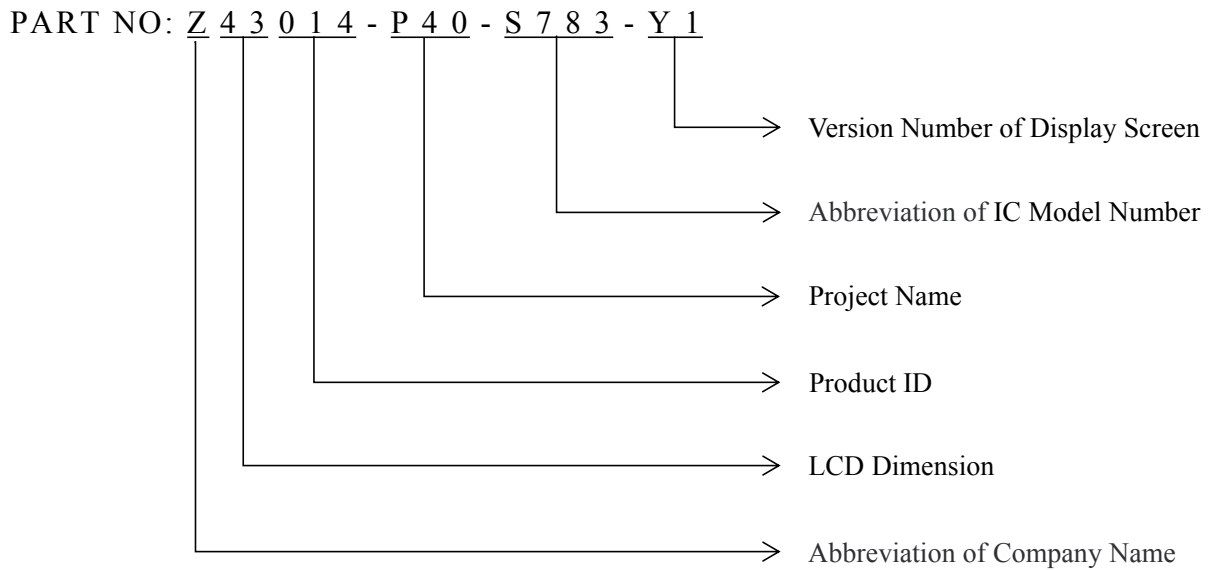 PART NO: Z 4 3 0 1 4 - P 4 0 - S 7 8 3 - Y 1
Version Number of Display Screen
Abbreviation of IC Model Number
Project Name
Product ID
LCD Dimension
Abbreviation of Company Name